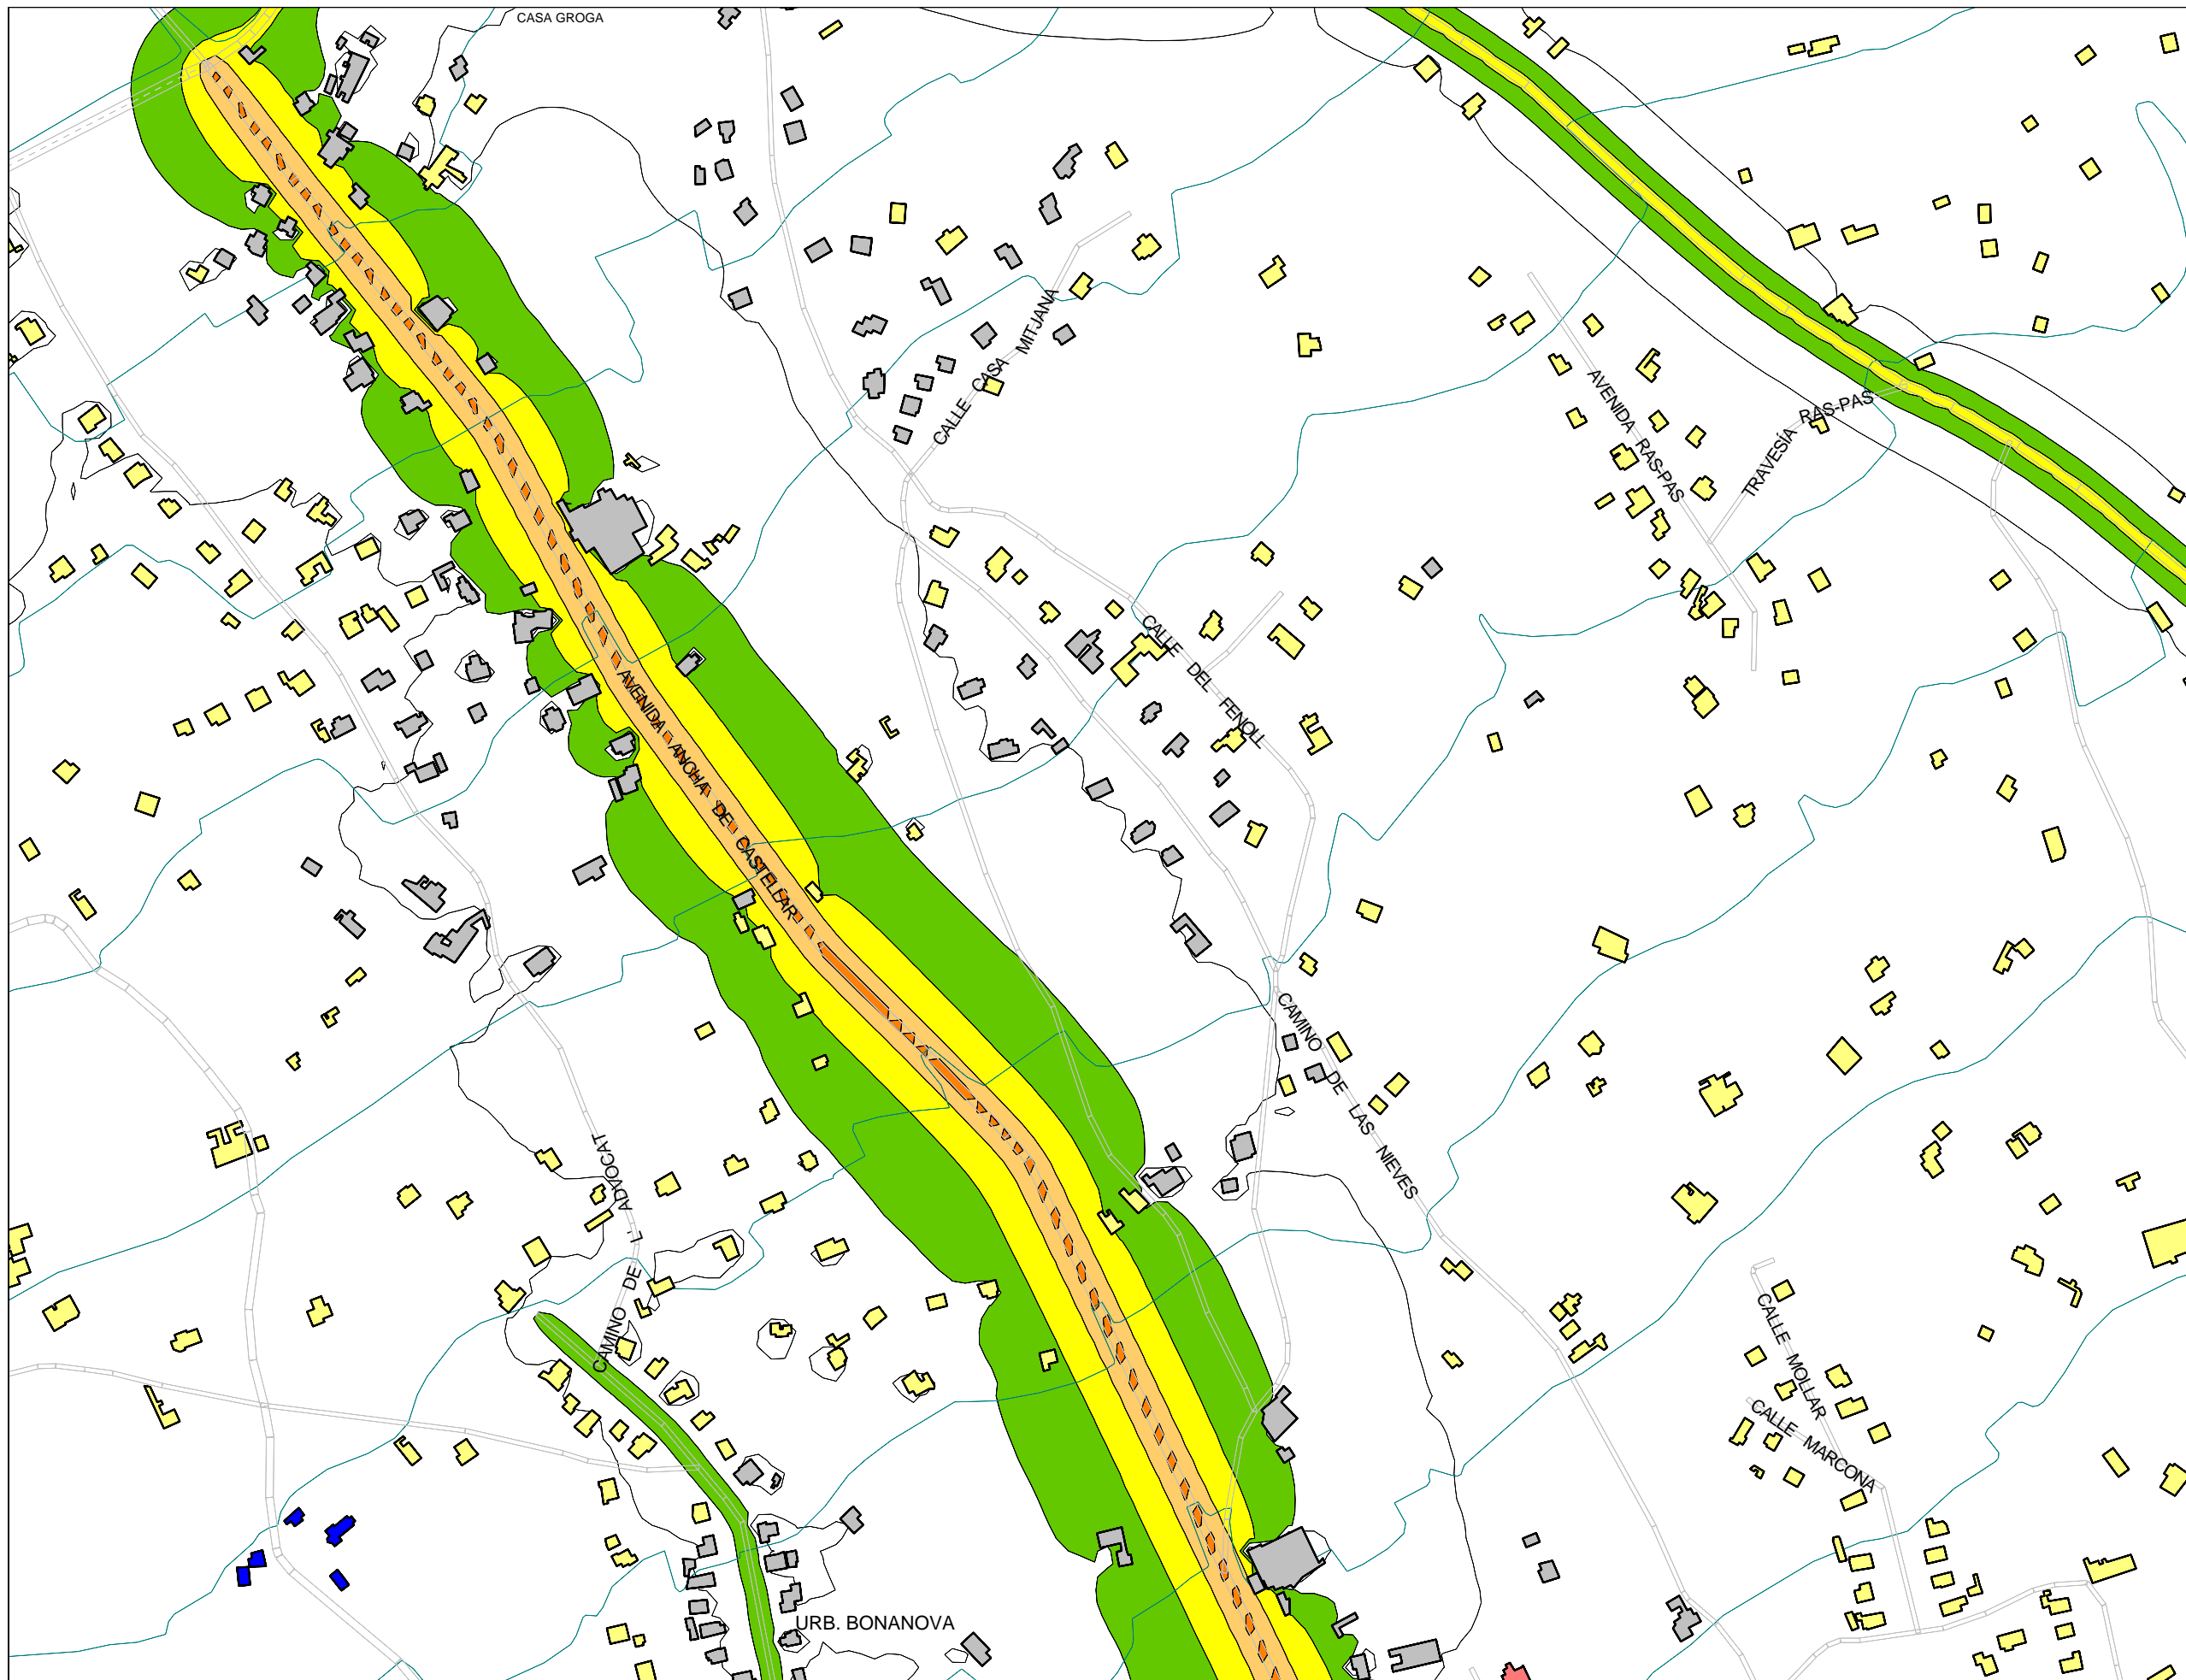 CASA GROGA
CALLE CASA MITJANA
AVENIDA RAS-PAS
TRAVESÍA RAS-PAS
CALLE DEL FENOLL
AVENIDA ANCHA DE CASTELLAR
CAMINO DE LAS NIEVES
CAMINO DE L' ADVOCAT
CALLE MOLLAR
CALLE MARCONA
URB. BONANOVA